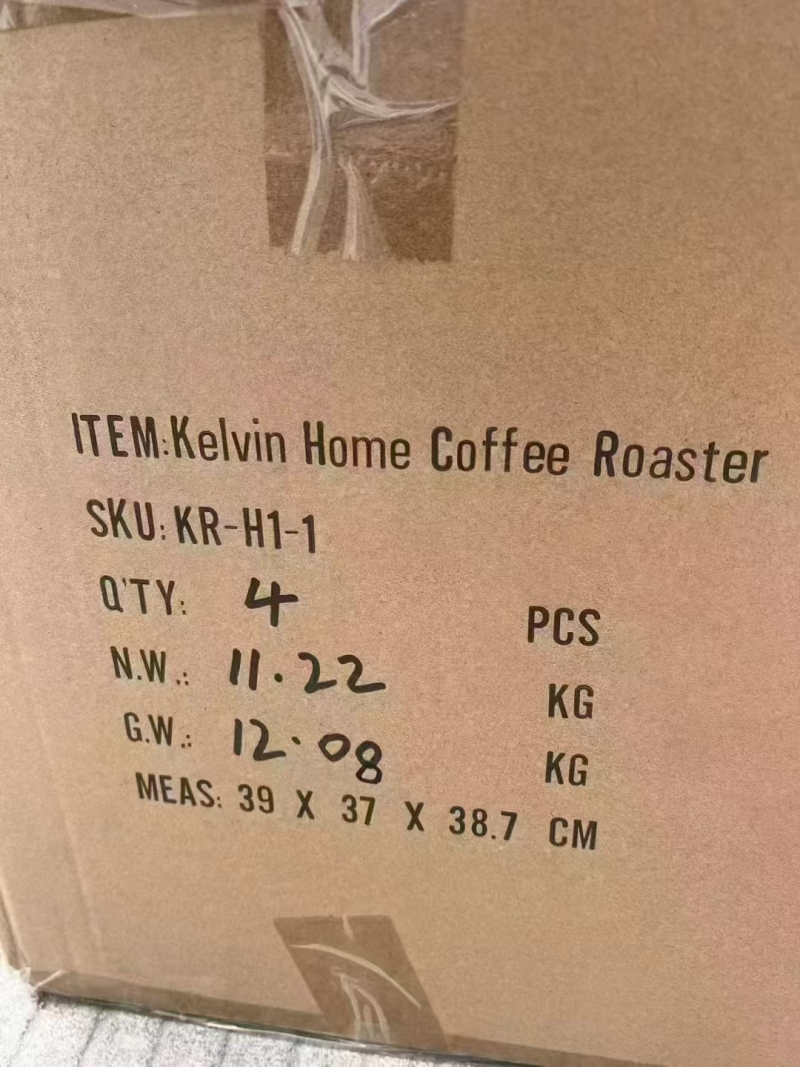 ITEM:Kelvin Home Coffee Roaster
SKU: KR-H1-1
Q'TY: 4 PCS
N.W.: 11.22 KG
G.W.: 12.08 KG
MEAS: 39 X 37 X 38.7 CM